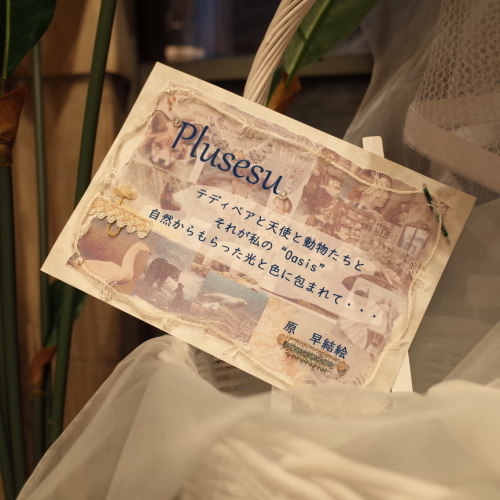 Plusesu
テディベアと天使と動物たちと
それが私の“Oasis”
自然からもらった光と色に包まれて・・・
原 早結絵